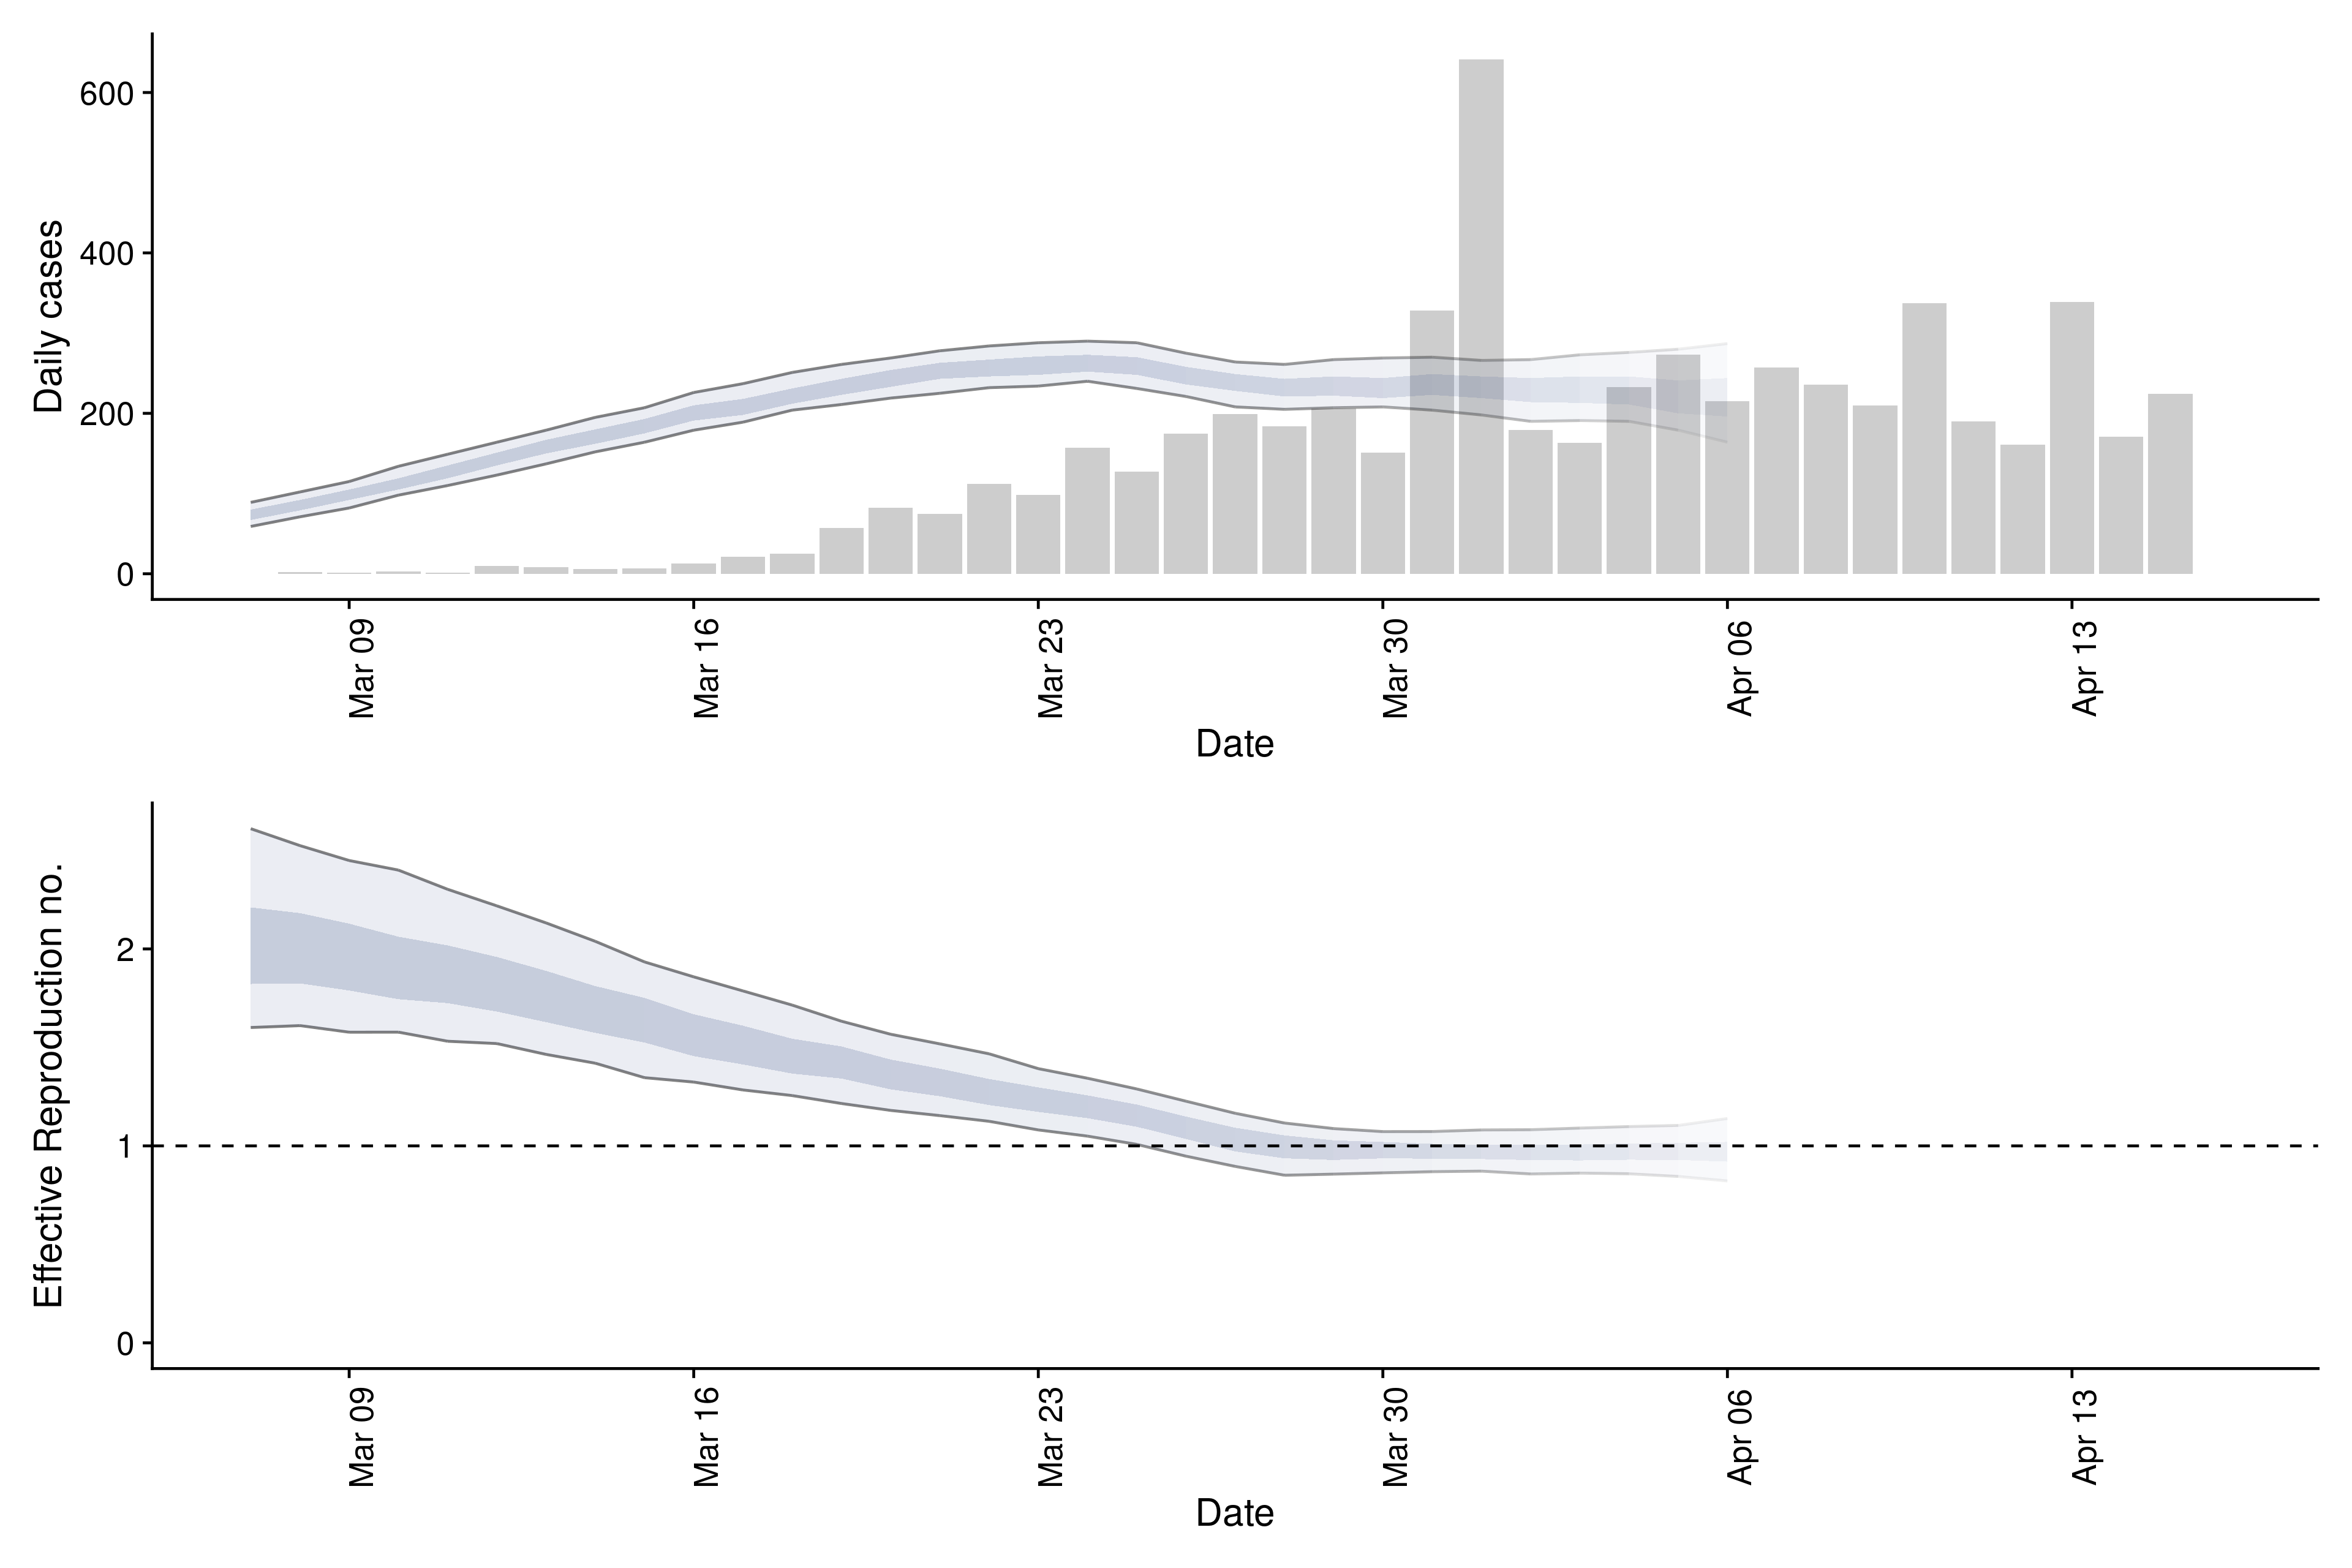 Daily cases
600
400
200
0
Mar 09
Mar 16
Mar 23
Mar 30
Apr 06
Apr 13
Date
Effective Reproduction no.
2
1
0
Mar 09
Mar 16
Mar 23
Mar 30
Apr 06
Apr 13
Date